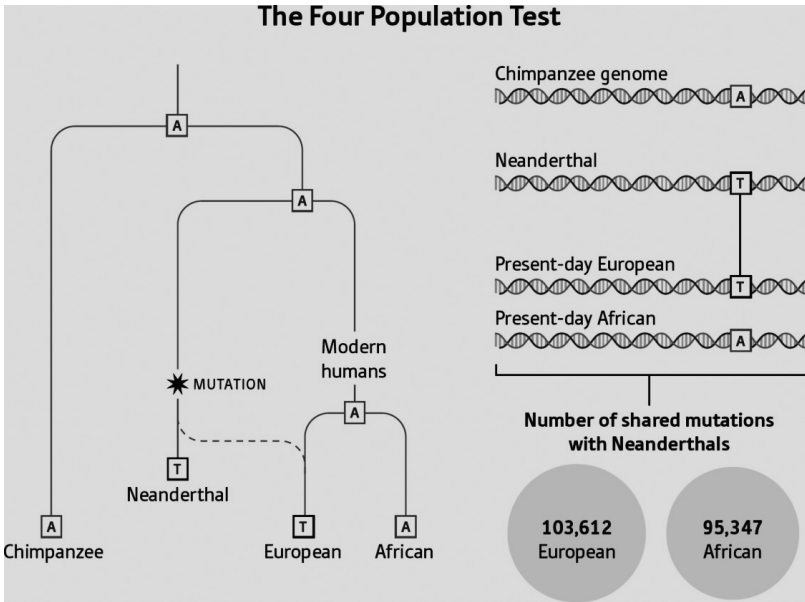 The Four Population Test
A
A
MUTATION
Modern
humans
A
T
Neanderthal
A
Chimpanzee
T
European
A
African
Chimpanzee genome
A
Neanderthal
T
Present-day European
T
Present-day African
A
Number of shared mutations
with Neanderthals
103,612
European
95,347
African